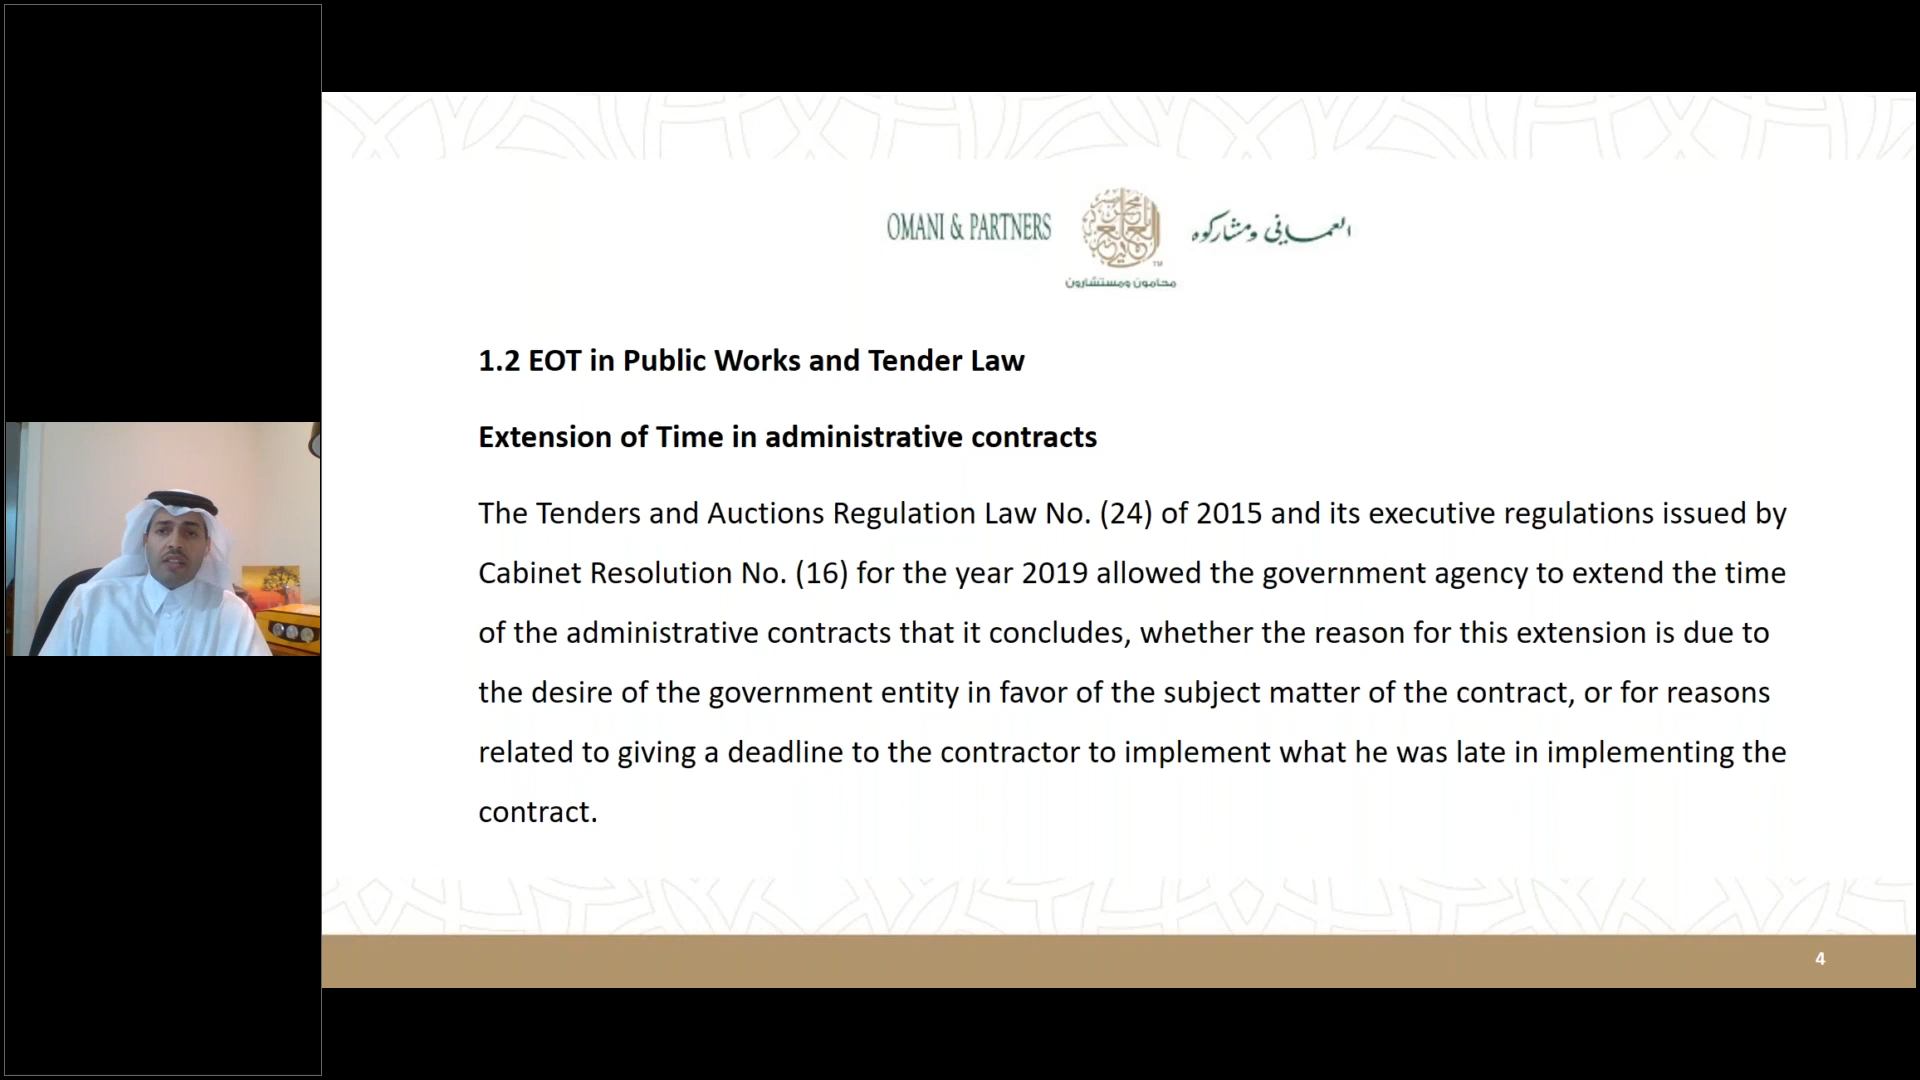 OMANI & PARTNERS
العمـــاني ومشاركوه
TM
محامون ومستشارون
1.2 EOT in Public Works and Tender Law
Extension of Time in administrative contracts
The Tenders and Auctions Regulation Law No. (24) of 2015 and its executive regulations issued by
Cabinet Resolution No. (16) for the year 2019 allowed the government agency to extend the time
of the administrative contracts that it concludes, whether the reason for this extension is due to
the desire of the government entity in favor of the subject matter of the contract, or for reasons
related to giving a deadline to the contractor to implement what he was late in implementing the
contract.
4